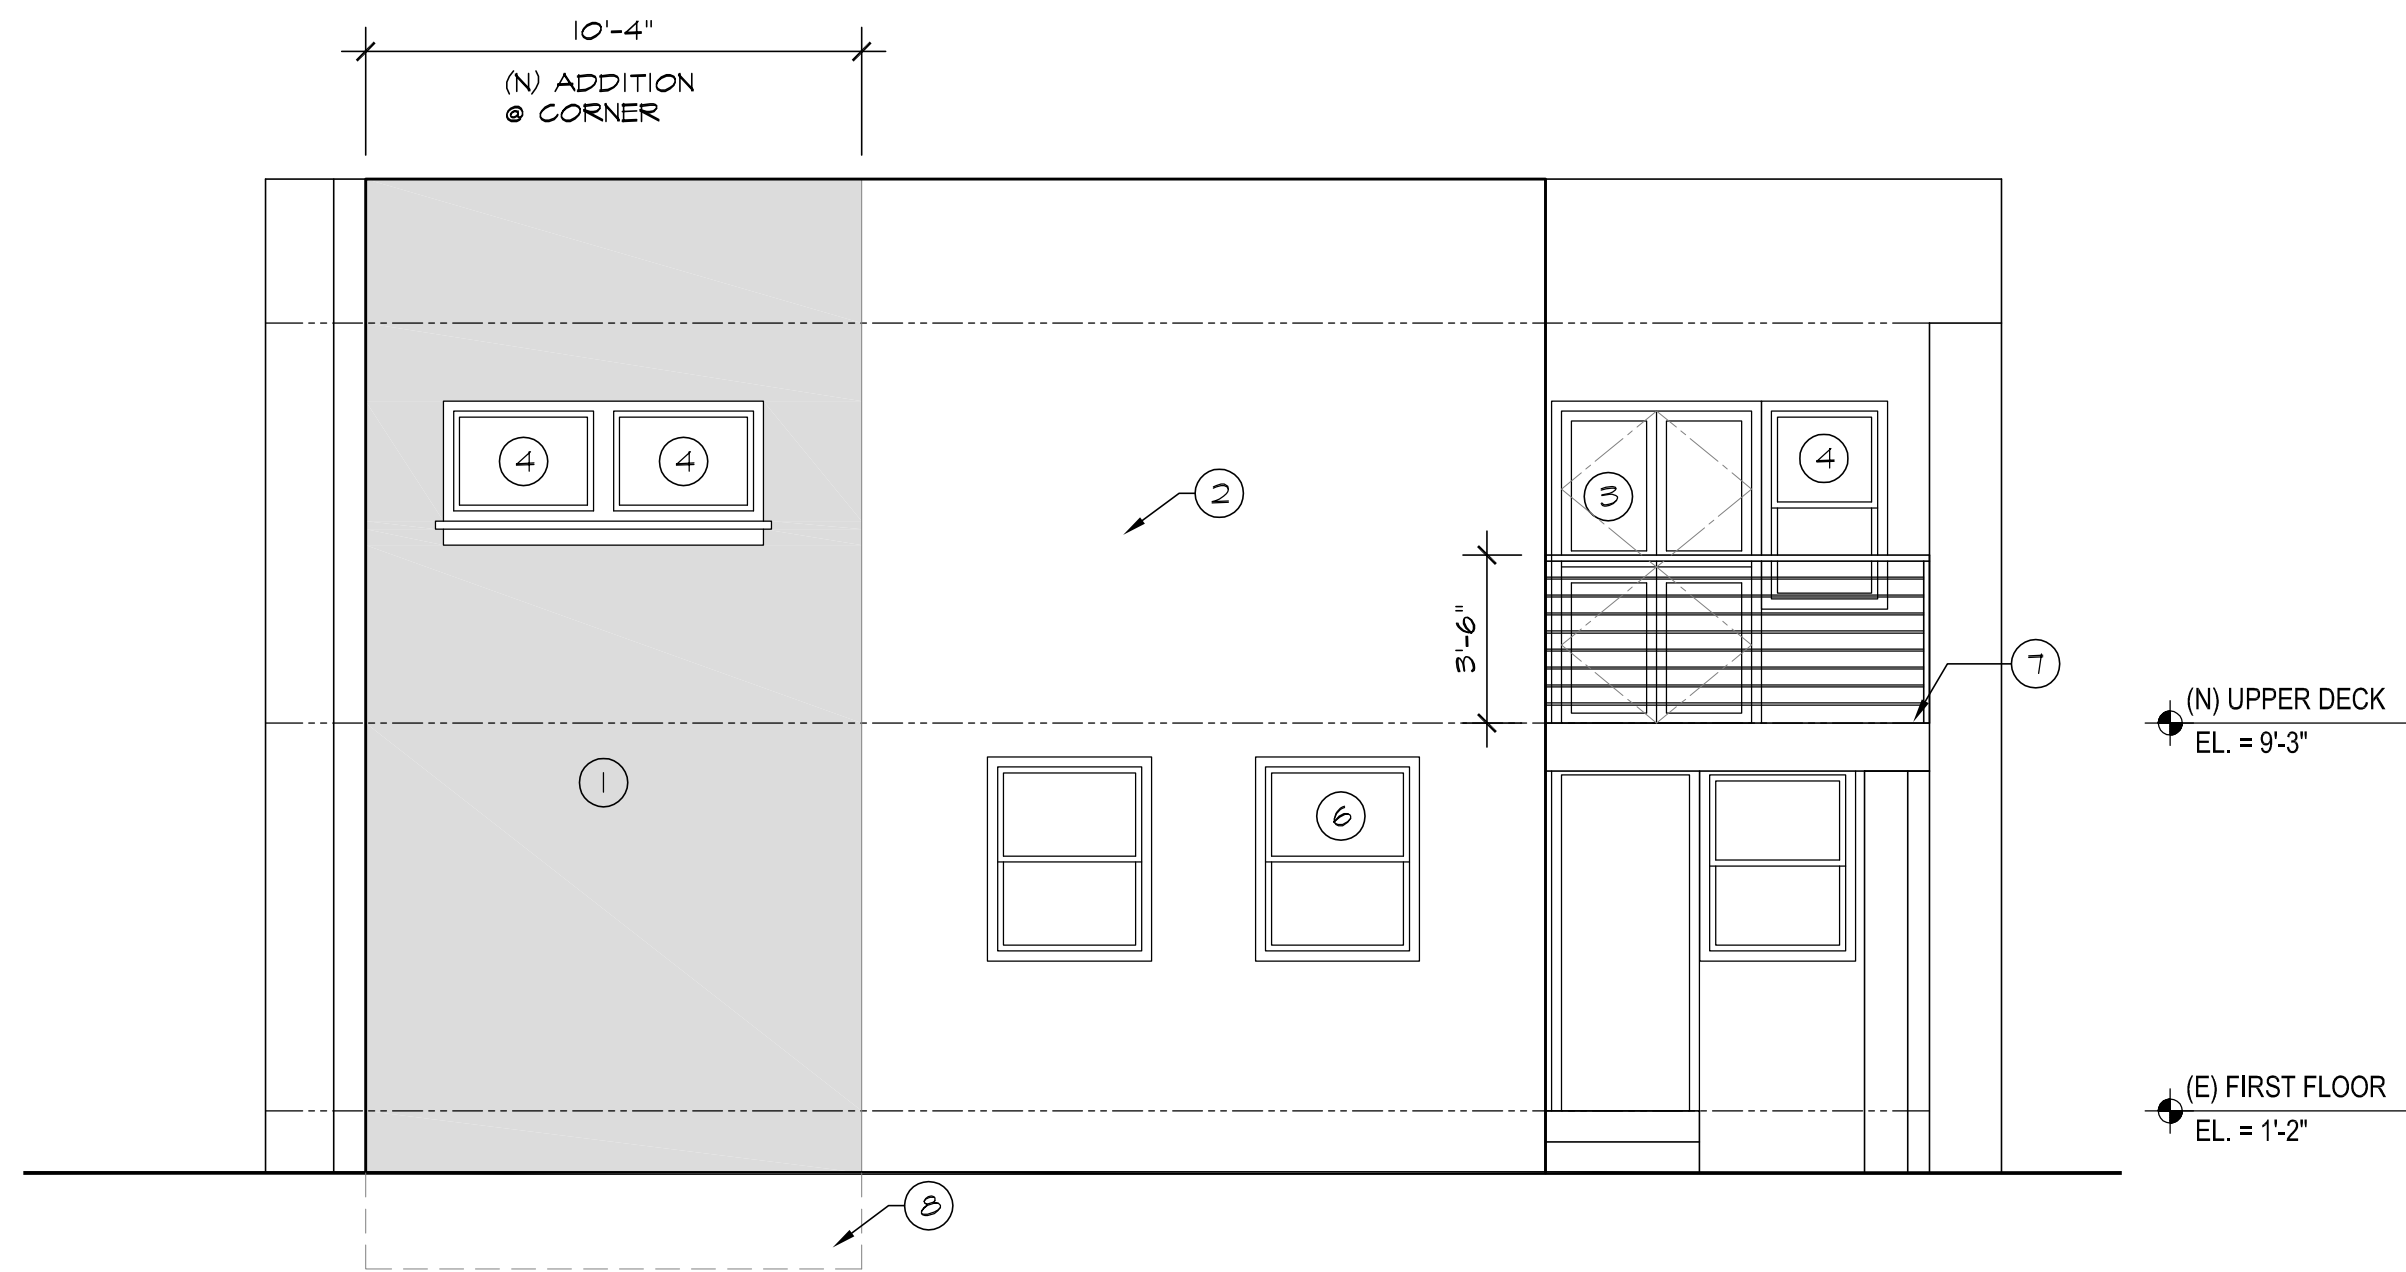 10'-4"
(N) ADDITION
@ CORNER
4
4
4
2
3
3'-6"
7
(N) UPPER DECK
EL. = 9'-3"
1
6
(E) FIRST FLOOR
EL. = 1'-2"
8